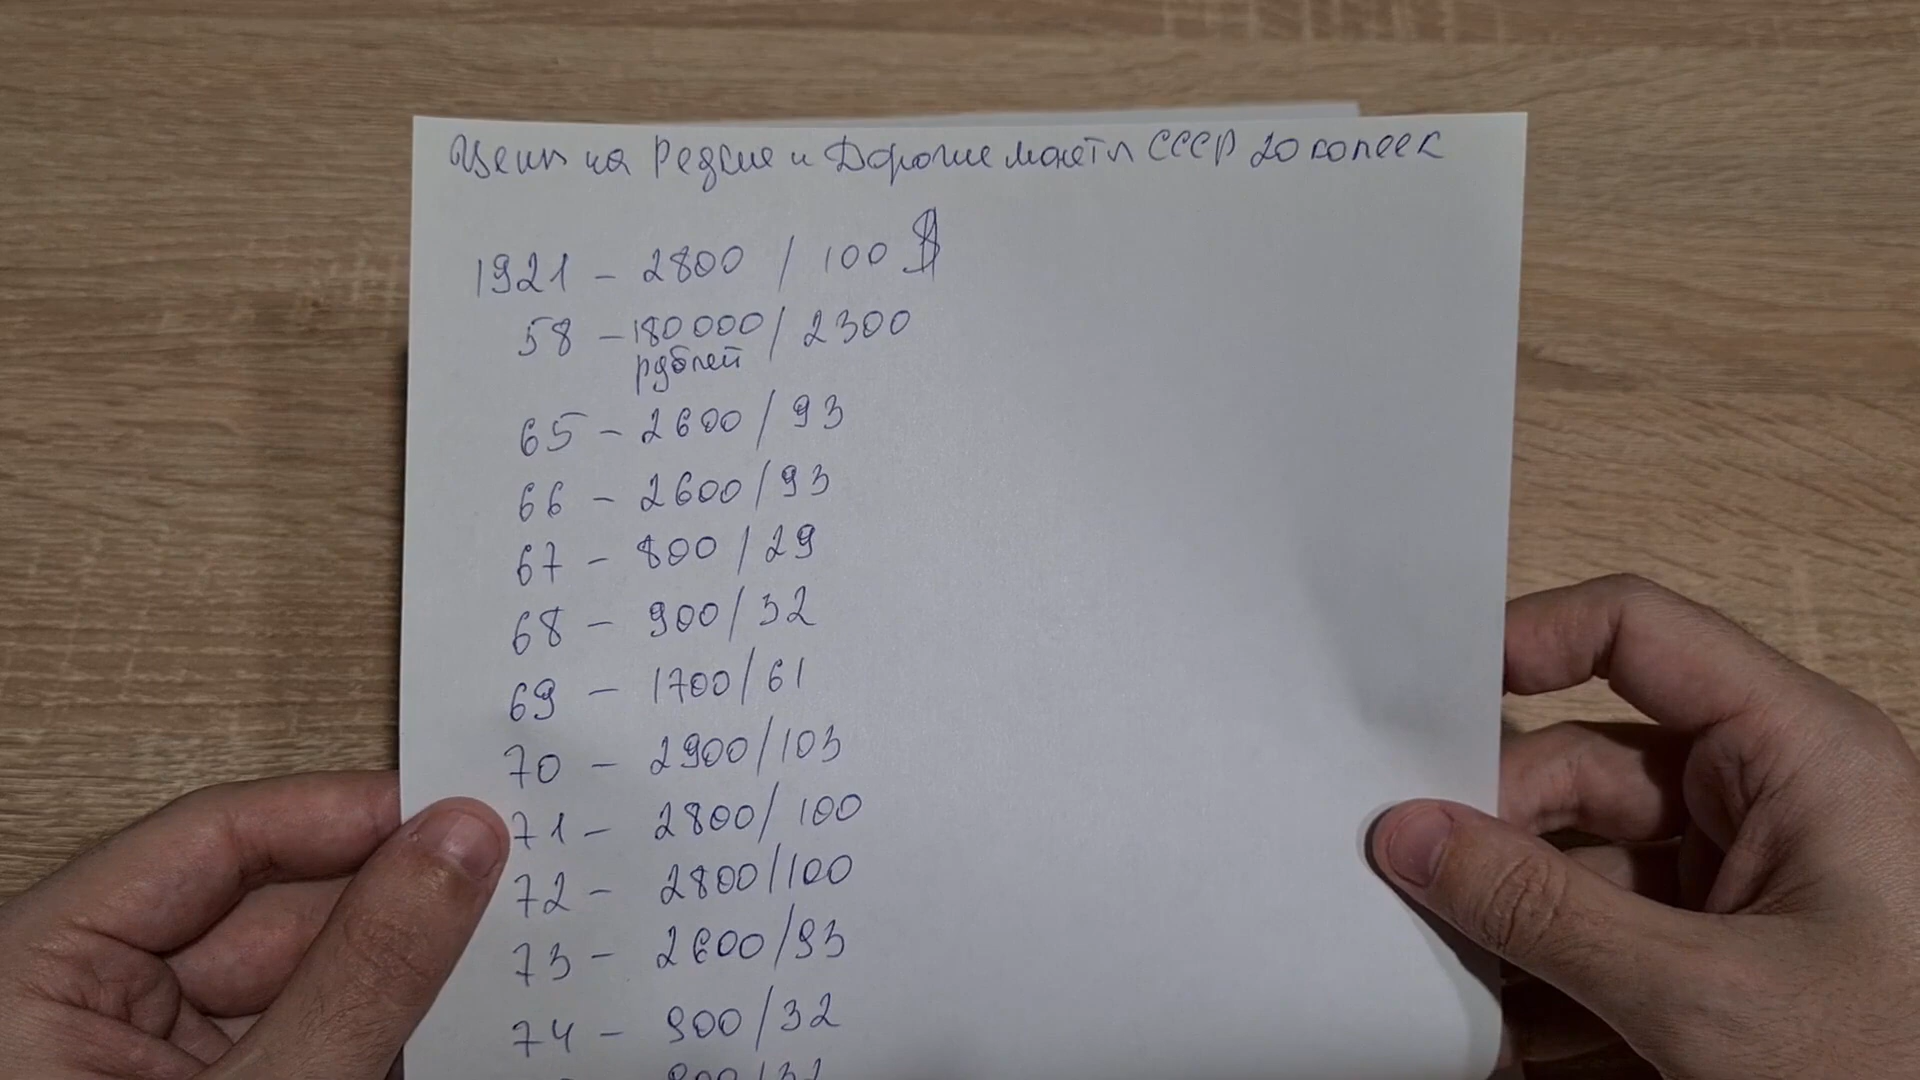 Цены на Редкие и Дорогие монеты СССР 20 копеек
1921 – 2800 / 100 $
58 – 180000 / 2300
рублей
65 – 2600 / 93
66 – 2600 / 93
67 – 800 / 29
68 – 900 / 32
69 – 1700 / 61
70 – 2900 / 103
71 – 2800 / 100
72 – 2800 / 100
73 – 2600 / 93
74 – 900 / 32